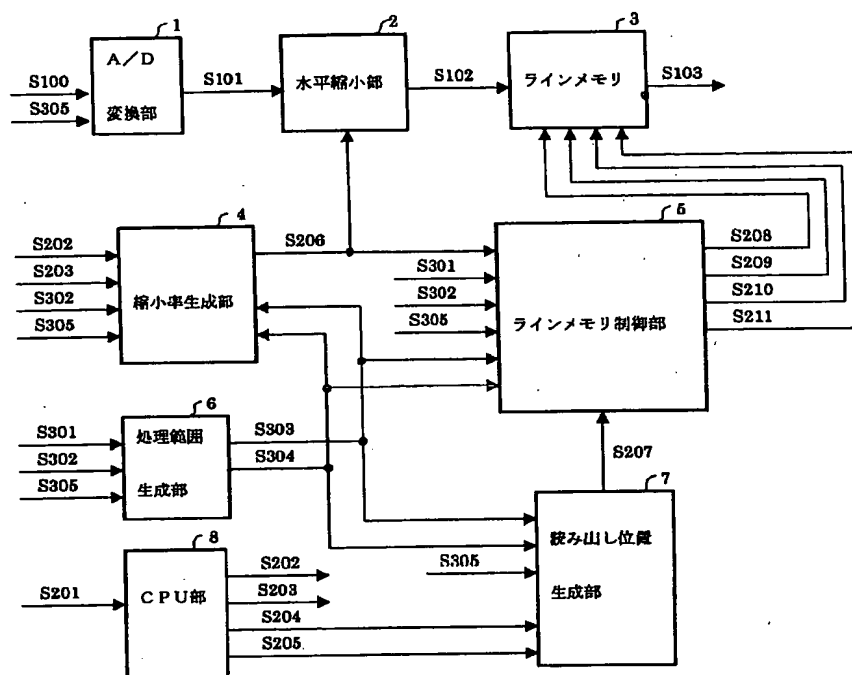 1
A/D
変換部
S100
S305
S101
2
水平縮小部
S102
3
ラインメモリ
S103
4
縮小率生成部
S202
S203
S302
S305
S206
5
ラインメモリ制御部
S301
S302
S305
S208
S209
S210
S211
6
処理範囲
生成部
S301
S302
S305
S303
S304
S207
7
読み出し位置
生成部
S305
8
CPU部
S201
S202
S203
S204
S205